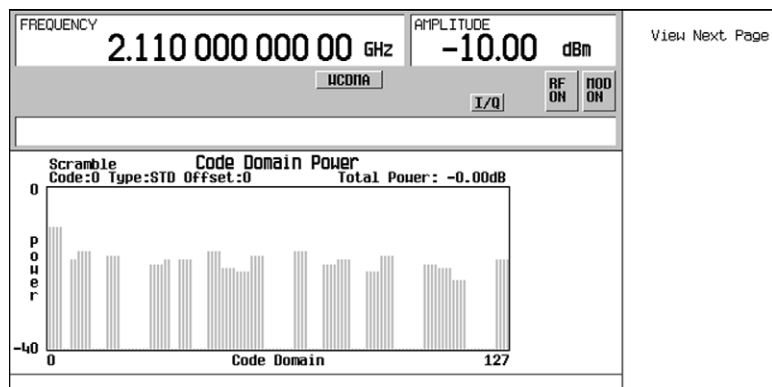 FREQUENCY
2.110 000 000 00 GHz
AMPLITUDE
-10.00 dBm
View Next Page
WCDMA
I/Q
RF ON
MOD ON
Scramble Code Domain Power
Code:0 Type:STD Offset:0 Total Power: -0.00dB
0
Power
-40
0 Code Domain 127